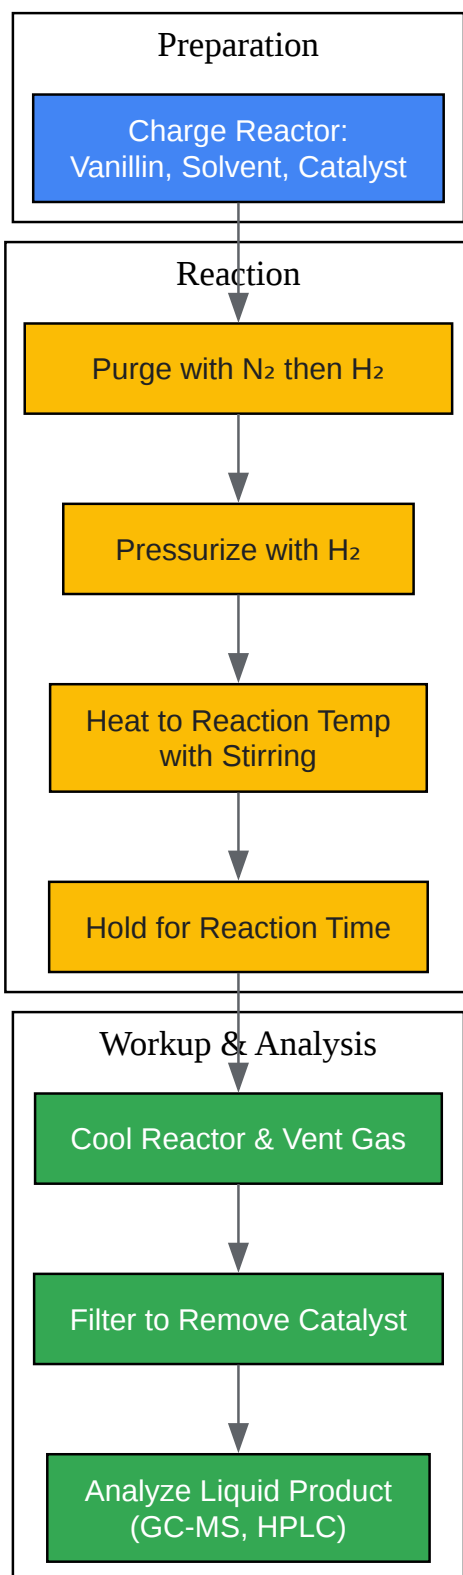 Preparation
Charge Reactor:
Vanillin, Solvent, Catalyst
Reaction
Purge with N₂ then H₂
Pressurize with H₂
Heat to Reaction Temp
with Stirring
Hold for Reaction Time
Workup & Analysis
Cool Reactor & Vent Gas
Filter to Remove Catalyst
Analyze Liquid Product
(GC-MS, HPLC)